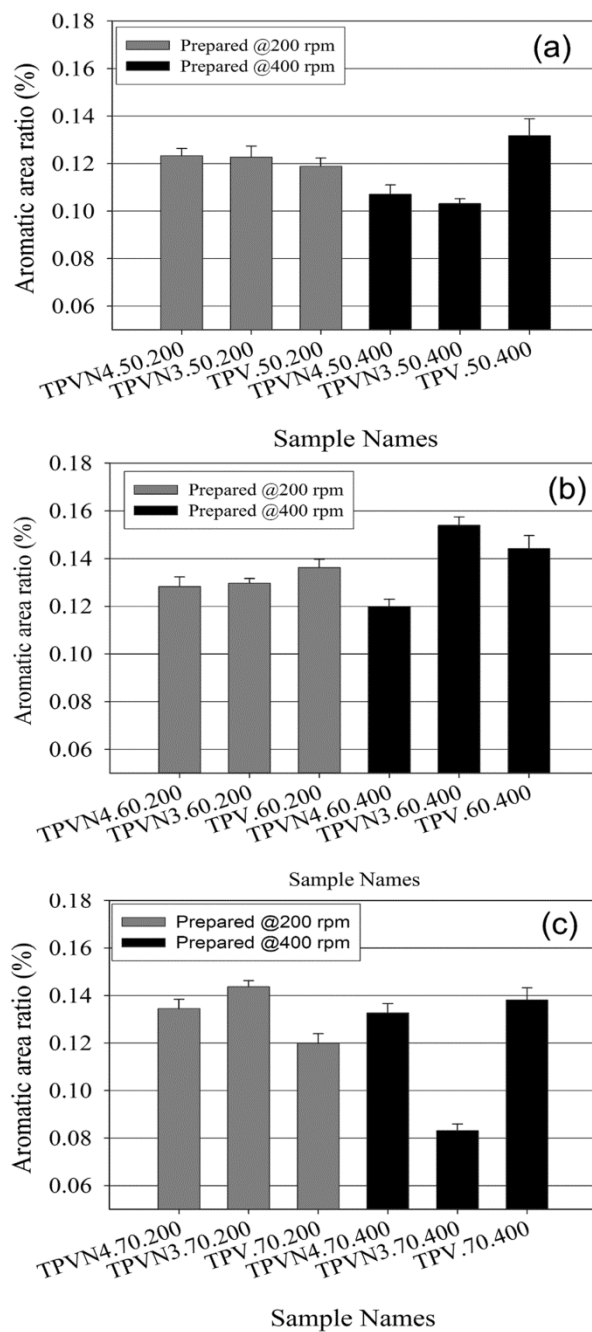 0.18
0.16
0.14
0.12
0.10
0.08
0.06
Aromatic area ratio (%)
Prepared @200 rpm
Prepared @400 rpm
(a)
TPVN4.50.200
TPVN3.50.200
TPV.50.200
TPVN4.50.400
TPVN3.50.400
TPV.50.400
Sample Names
0.18
0.16
0.14
0.12
0.10
0.08
0.06
Aromatic area ratio (%)
Prepared @200 rpm
Prepared @400 rpm
(b)
TPVN4.60.200
TPVN3.60.200
TPV.60.200
TPVN4.60.400
TPVN3.60.400
TPV.60.400
Sample Names
0.18
0.16
0.14
0.12
0.10
0.08
0.06
Aromatic area ratio (%)
Prepared @200 rpm
Prepared @400 rpm
(c)
TPVN4.70.200
TPVN3.70.200
TPV.70.200
TPVN4.70.400
TPVN3.70.400
TPV.70.400
Sample Names